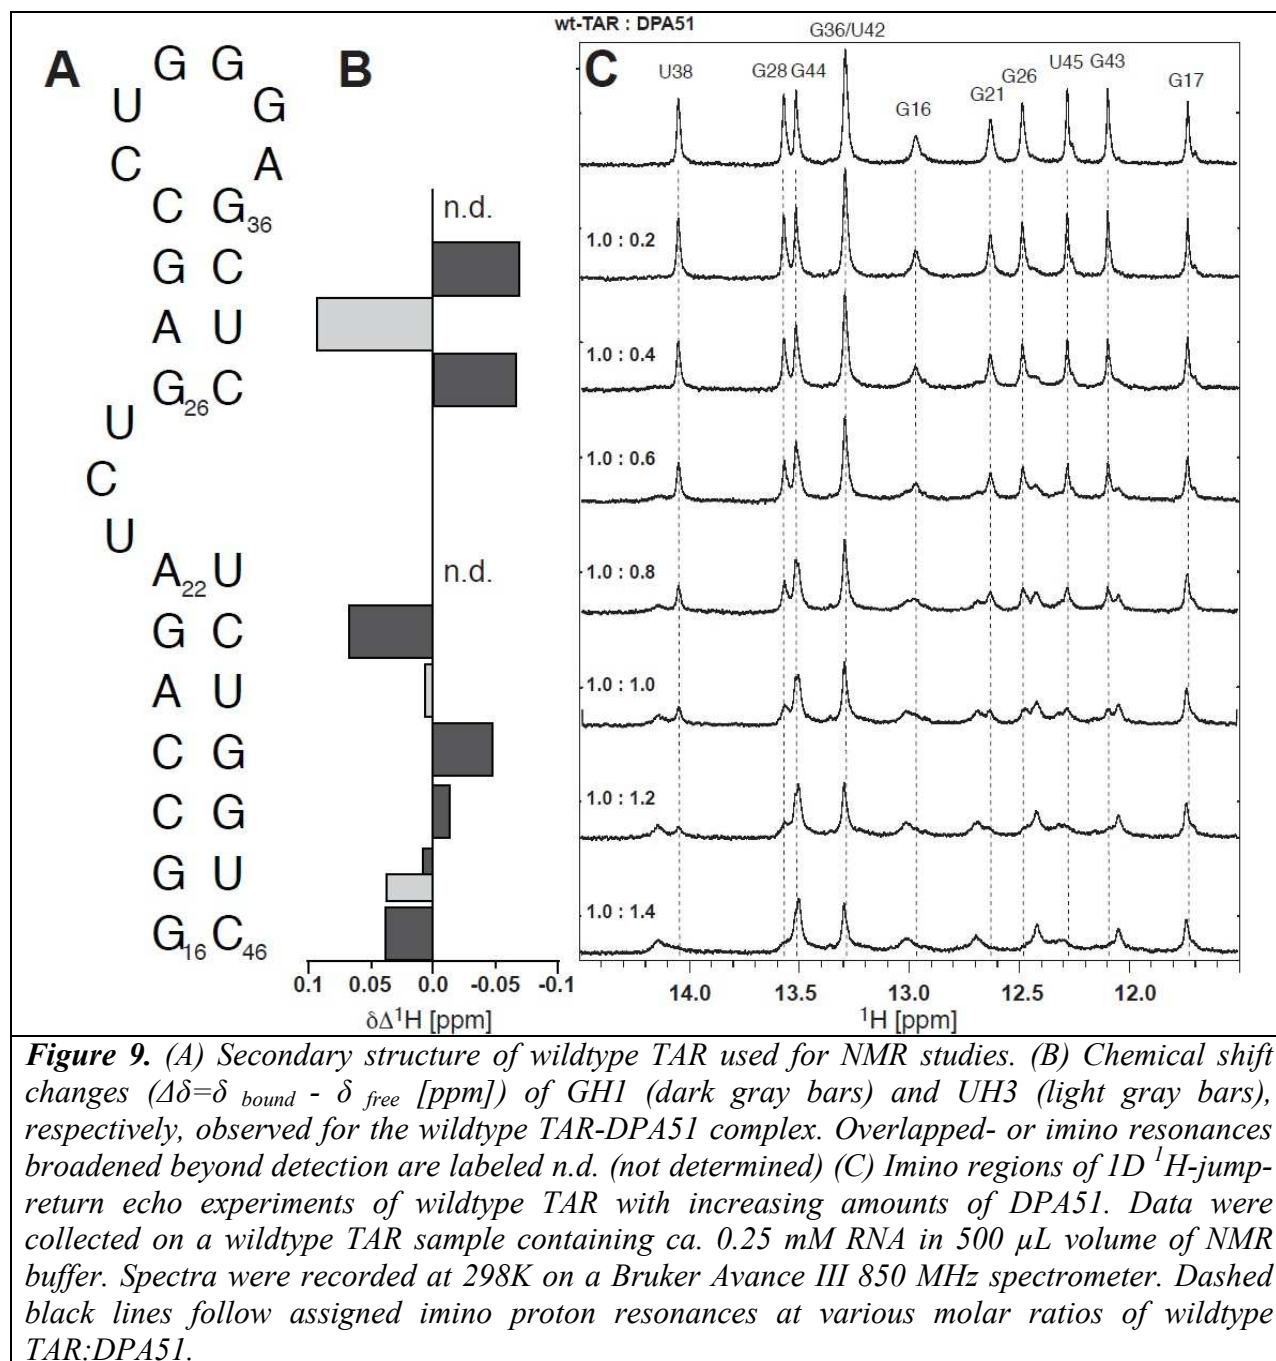 wt-TAR : DPA51
A
B
C
G G
U G
C A
C G36
G C
A U
G26 C
U
C
U
A22 U
G C
A U
C G
C G
G U
G16 C46
n.d.
n.d.
0.1 0.05 0.0 -0.05 -0.1
δΔ¹H [ppm]
U38 G28 G44 G36/U42 G16 G21 G26 U45 G43 G17
1.0 : 0.2
1.0 : 0.4
1.0 : 0.6
1.0 : 0.8
1.0 : 1.0
1.0 : 1.2
1.0 : 1.4
14.0 13.5 13.0 12.5 12.0
¹H [ppm]
Figure 9. (A) Secondary structure of wildtype TAR used for NMR studies. (B) Chemical shift
changes (Δδ=δ bound - δ free [ppm]) of GH1 (dark gray bars) and UH3 (light gray bars),
respectively, observed for the wildtype TAR-DPA51 complex. Overlapped- or imino resonances
broadened beyond detection are labeled n.d. (not determined) (C) Imino regions of 1D ¹H-jump-
return echo experiments of wildtype TAR with increasing amounts of DPA51. Data were
collected on a wildtype TAR sample containing ca. 0.25 mM RNA in 500 µL volume of NMR
buffer. Spectra were recorded at 298K on a Bruker Avance III 850 MHz spectrometer. Dashed
black lines follow assigned imino proton resonances at various molar ratios of wildtype
TAR:DPA51.